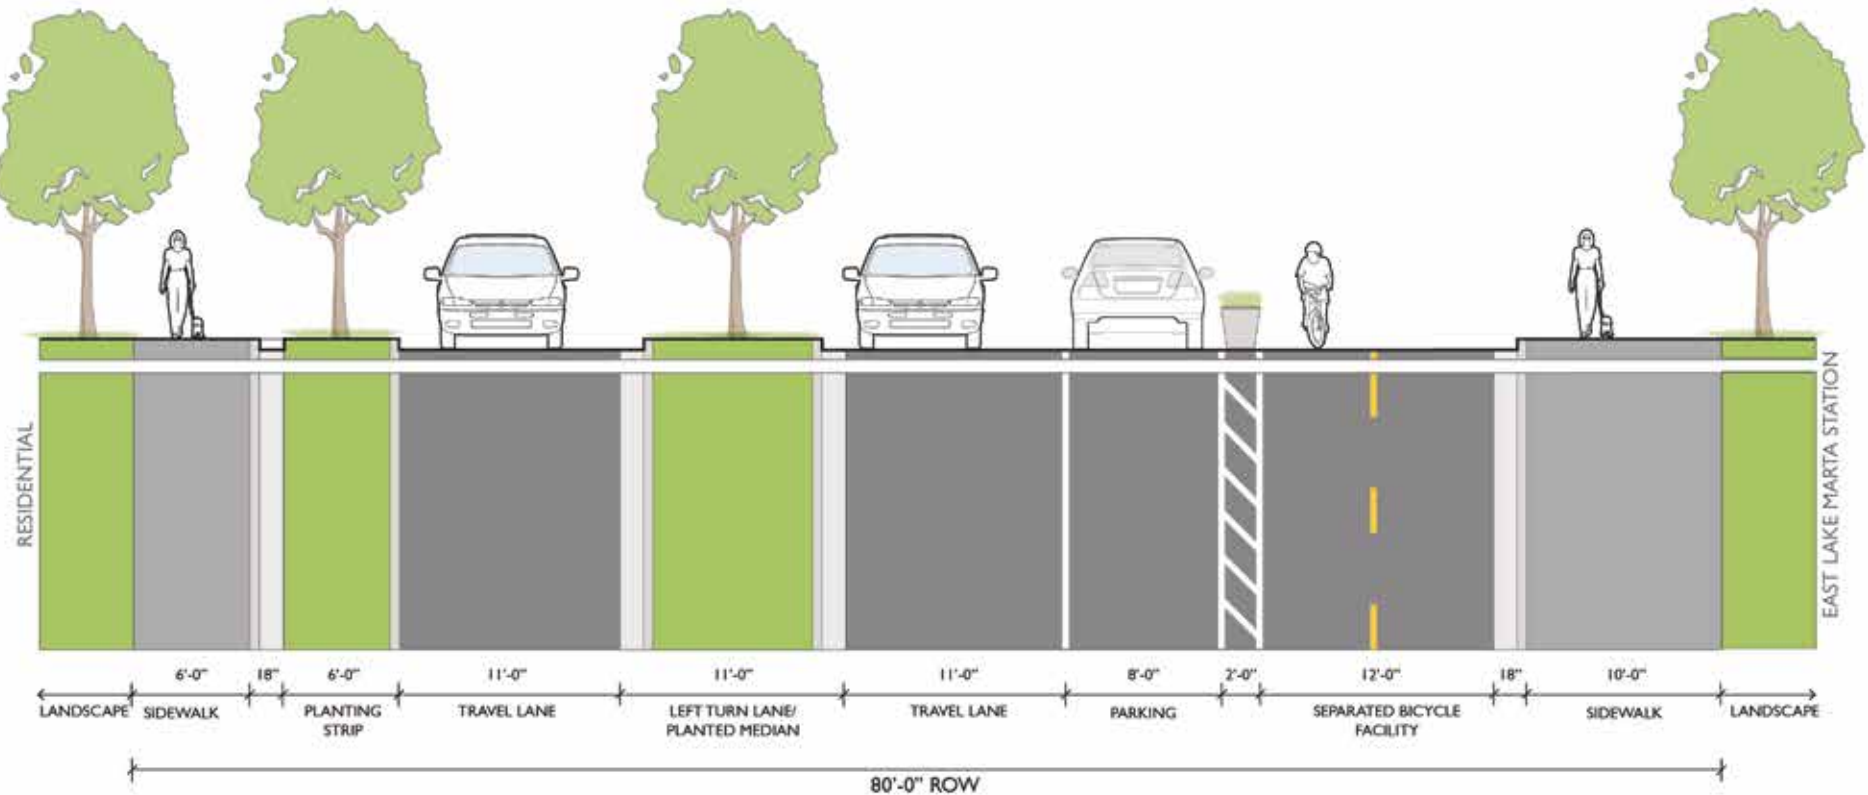 RESIDENTIAL
EAST LAKE MARTA STATION
6'-0"
18"
6'-0"
11'-0"
11'-0"
11'-0"
8'-0"
2'-0"
12'-0"
18"
10'-0"
LANDSCAPE
SIDEWALK
PLANTING
STRIP
TRAVEL LANE
LEFT TURN LANE/
PLANTED MEDIAN
TRAVEL LANE
PARKING
SEPARATED BICYCLE
FACILITY
SIDEWALK
LANDSCAPE
80'-0" ROW